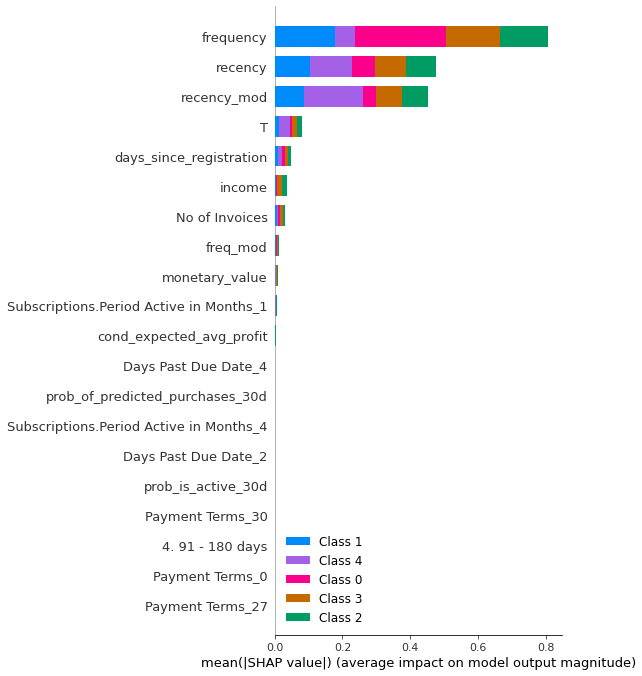 frequency
recency
recency_mod
T
days_since_registration
income
No of Invoices
freq_mod
monetary_value
Subscriptions.Period Active in Months_1
cond_expected_avg_profit
Days Past Due Date_4
prob_of_predicted_purchases_30d
Subscriptions.Period Active in Months_4
Days Past Due Date_2
prob_is_active_30d
Payment Terms_30
4. 91 - 180 days
Payment Terms_0
Payment Terms_27
Class 1
Class 4
Class 0
Class 3
Class 2
0.0 0.2 0.4 0.6 0.8
mean(|SHAP value|) (average impact on model output magnitude)